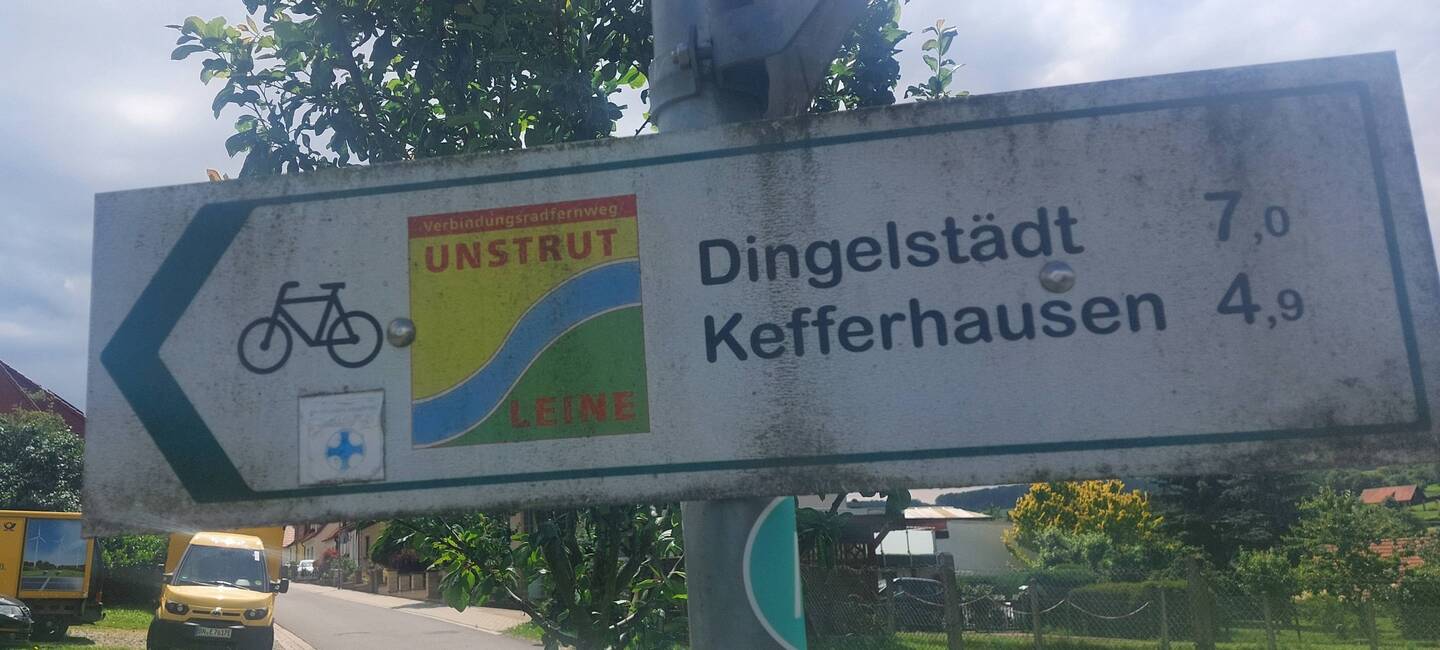 Verbindungsradfernweg
UNSTRUT
LEINE
Dingelstädt 7,0
Kefferhausen 4,9